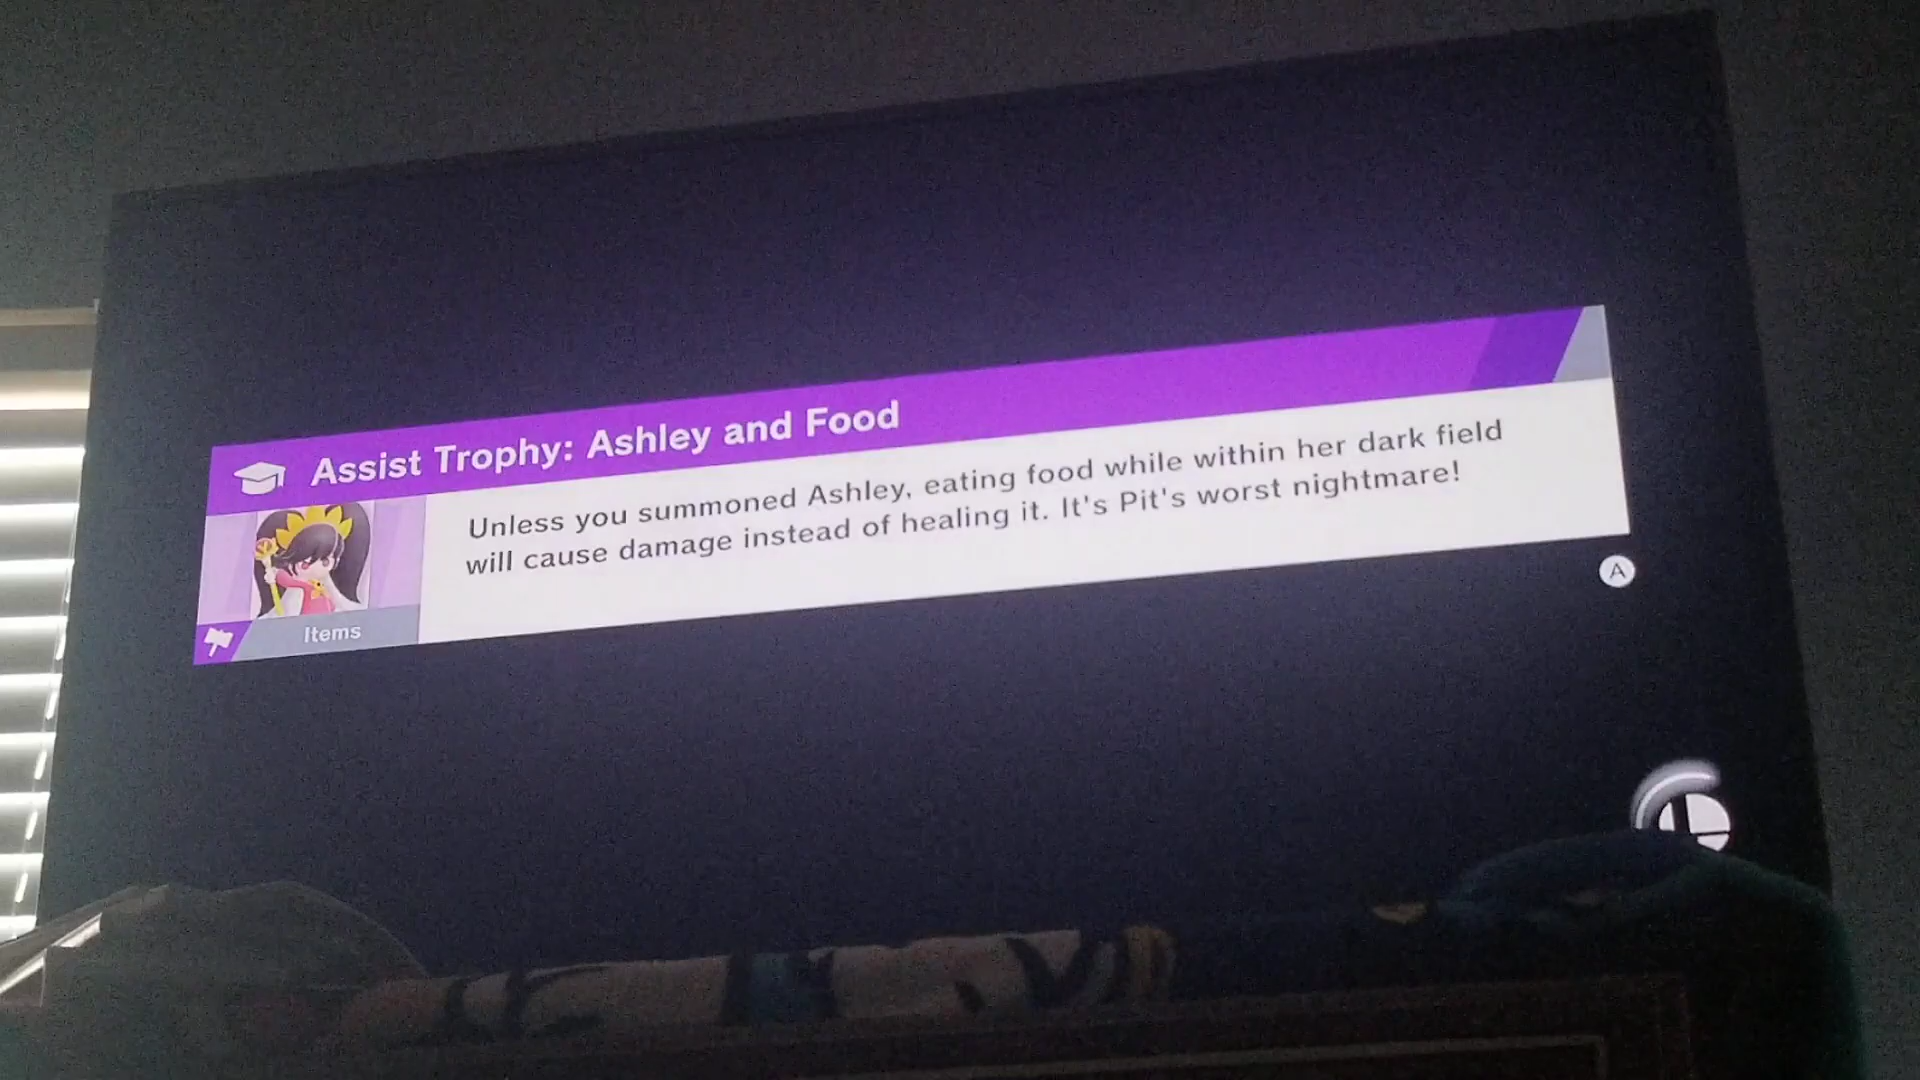 Assist Trophy: Ashley and Food
Unless you summoned Ashley, eating food while within her dark field
will cause damage instead of healing it. It's Pit's worst nightmare!
Items
A